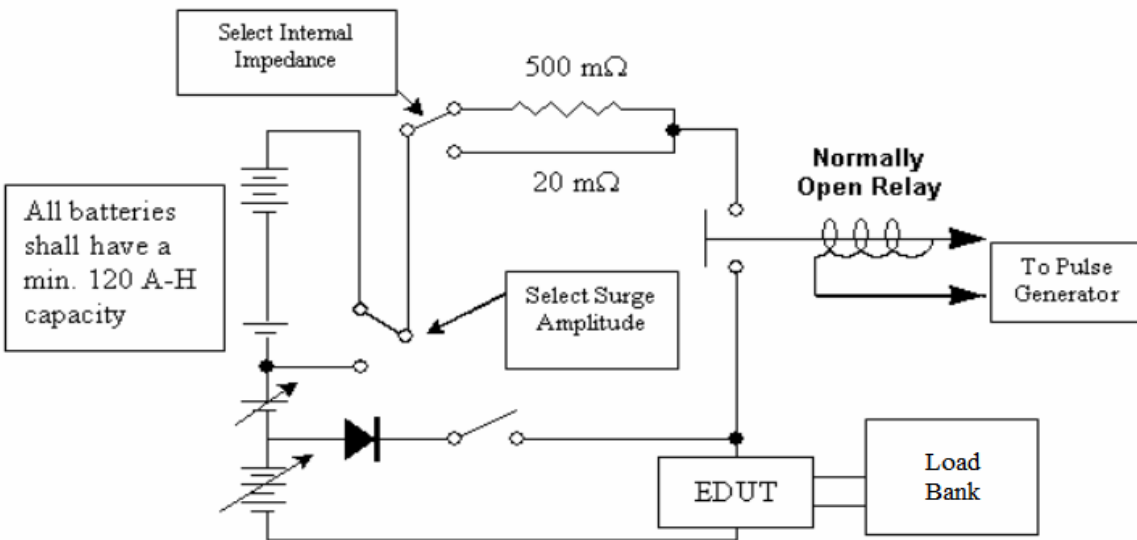 Select Internal
Impedance
500 mΩ
20 mΩ
Normally
Open Relay
All batteries
shall have a
min. 120 A-H
capacity
To Pulse
Generator
Select Surge
Amplitude
EDUT
Load
Bank